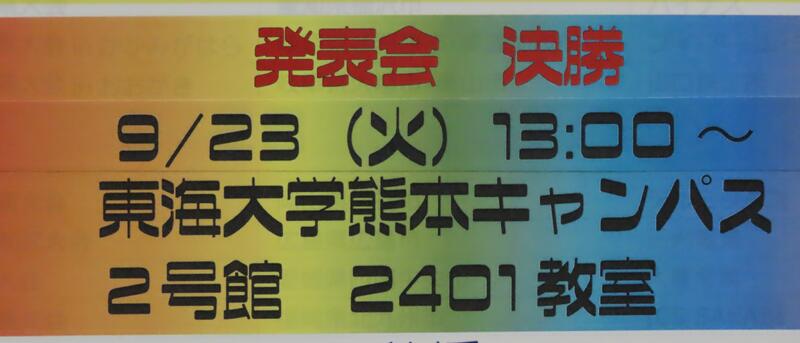 発表会 決勝
9/23 (火) 13:00 ～
東海大学熊本キャンパス
2号館 2401教室